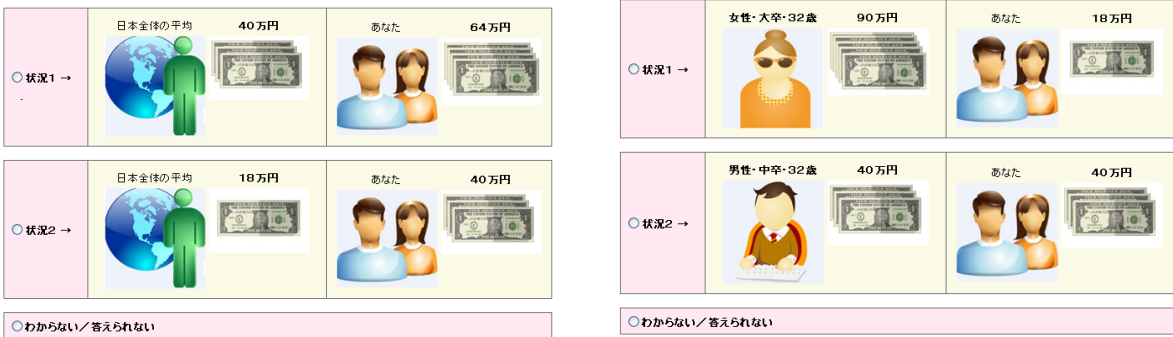 日本全体の平均 40万円 あなた 64万円
○状況1 →
日本全体の平均 18万円 あなた 40万円
○状況2 →
○わからない／答えられない
女性・大卒・32歳 90万円 あなた 18万円
○状況1 →
男性・中卒・32歳 40万円 あなた 40万円
○状況2 →
○わからない／答えられない